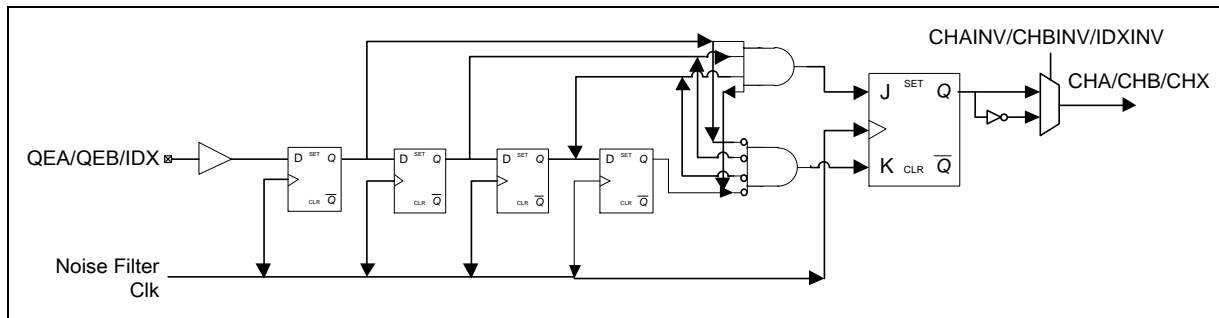 CHAINV/CHBINV/IDXINV
CHA/CHB/CHX
J SET Q
K CLR Q
QEA/QEB/IDX
D SET Q
CLR Q
D SET Q
CLR Q
D SET Q
CLR Q
D SET Q
CLR Q
Noise Filter
Clk